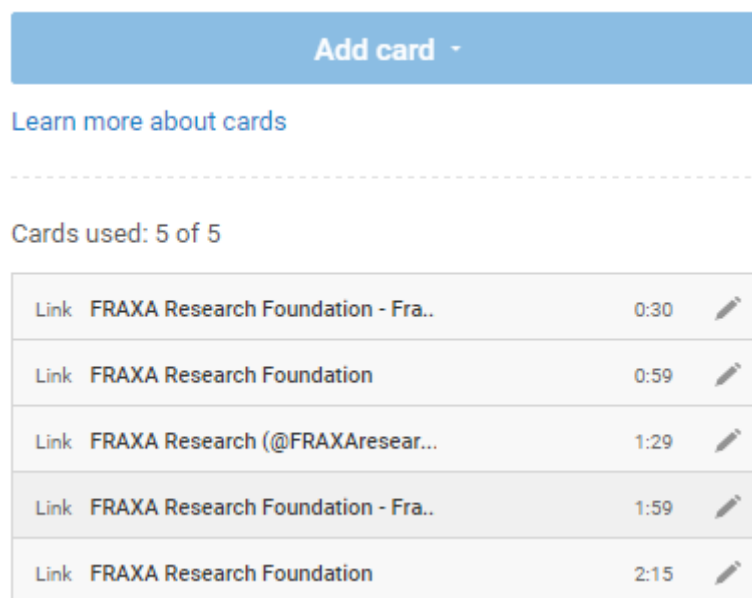 Add card
Learn more about cards
Cards used: 5 of 5
Link FRAXA Research Foundation - Fra.. 0:30
Link FRAXA Research Foundation 0:59
Link FRAXA Research (@FRAXAresear... 1:29
Link FRAXA Research Foundation - Fra.. 1:59
Link FRAXA Research Foundation 2:15